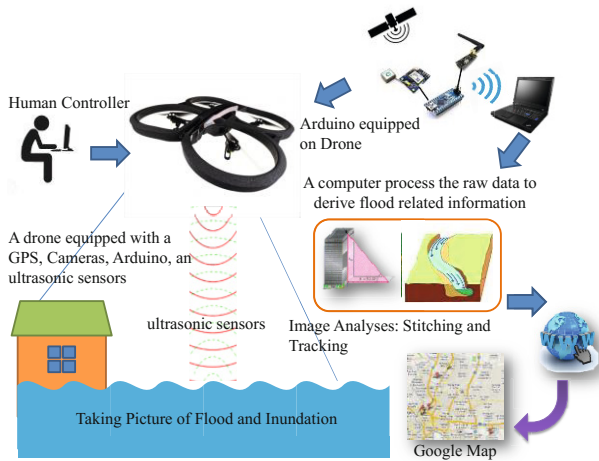 Human Controller
Arduino equipped
on Drone
A computer process the raw data to
derive flood related information
A drone equipped with a
GPS, Cameras, Arduino, an
ultrasonic sensors
ultrasonic sensors
Image Analyses: Stitching and
Tracking
WWW
Taking Picture of Flood and Inundation
Google Map